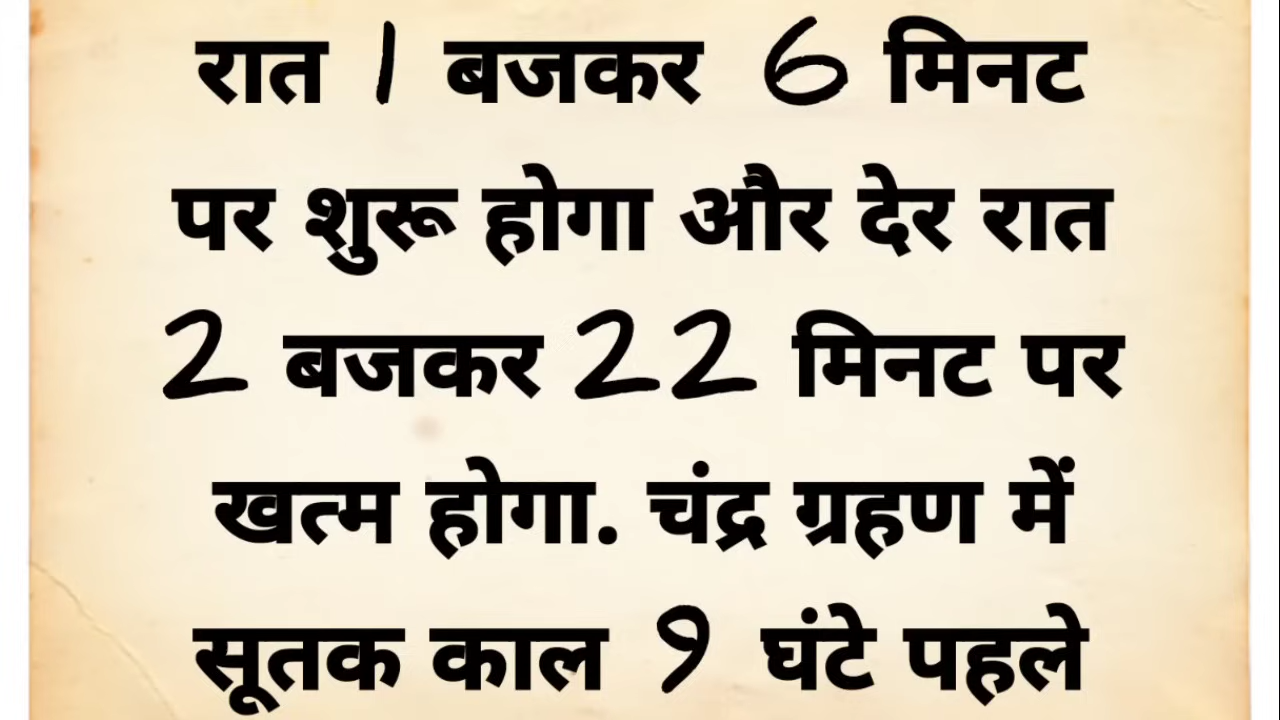 रात 1 बजकर 6 मिनट
पर शुरू होगा और देर रात
2 बजकर 22 मिनट पर
खत्म होगा. चंद्र ग्रहण में
सूतक काल 9 घंटे पहले